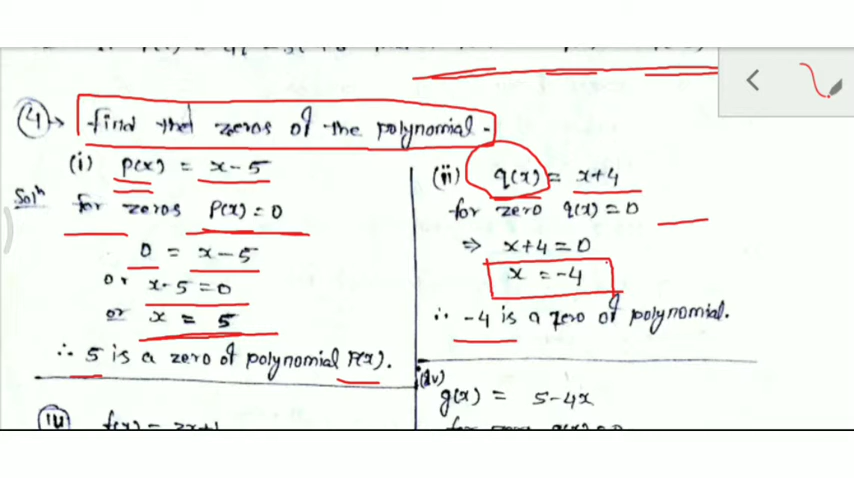 ④→ find the zeros of the polynomial-
(i) p(x) = x-5
Solⁿ for zeros p(x)=0
0 = x-5
or x-5=0
or x = 5
∴ 5 is a zero of polynomial P(x).
(ii) q(x) = x+4
for zero q(x)=0
⇒ x+4=0
x = -4
∴ -4 is a zero of polynomial.
(iv)
g(x) = 5-4x